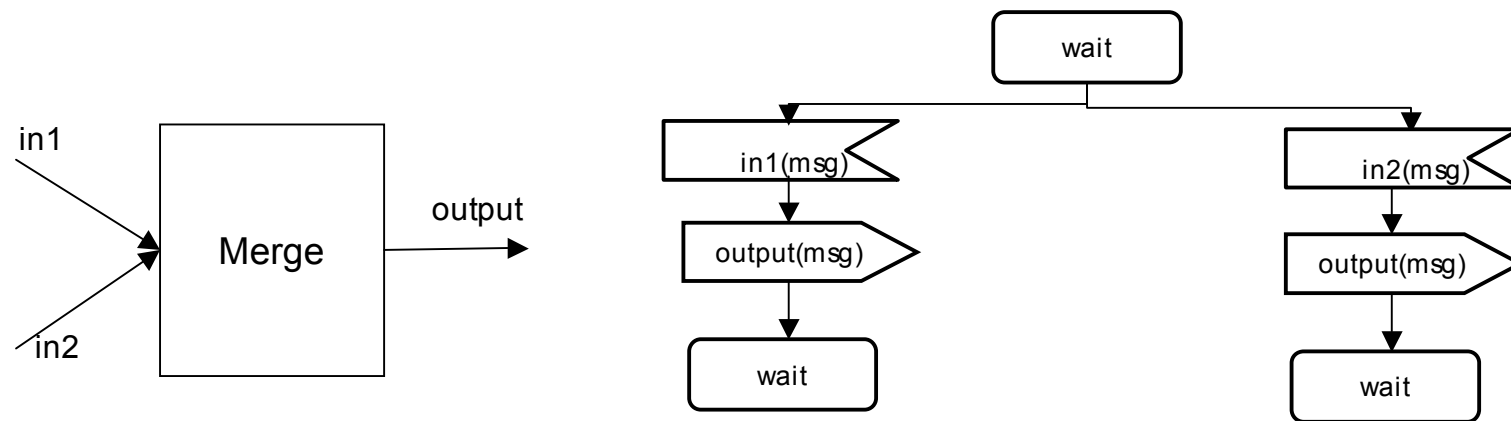 in1
in2
Merge
output
wait
in1(msg)
output(msg)
wait
in2(msg)
output(msg)
wait